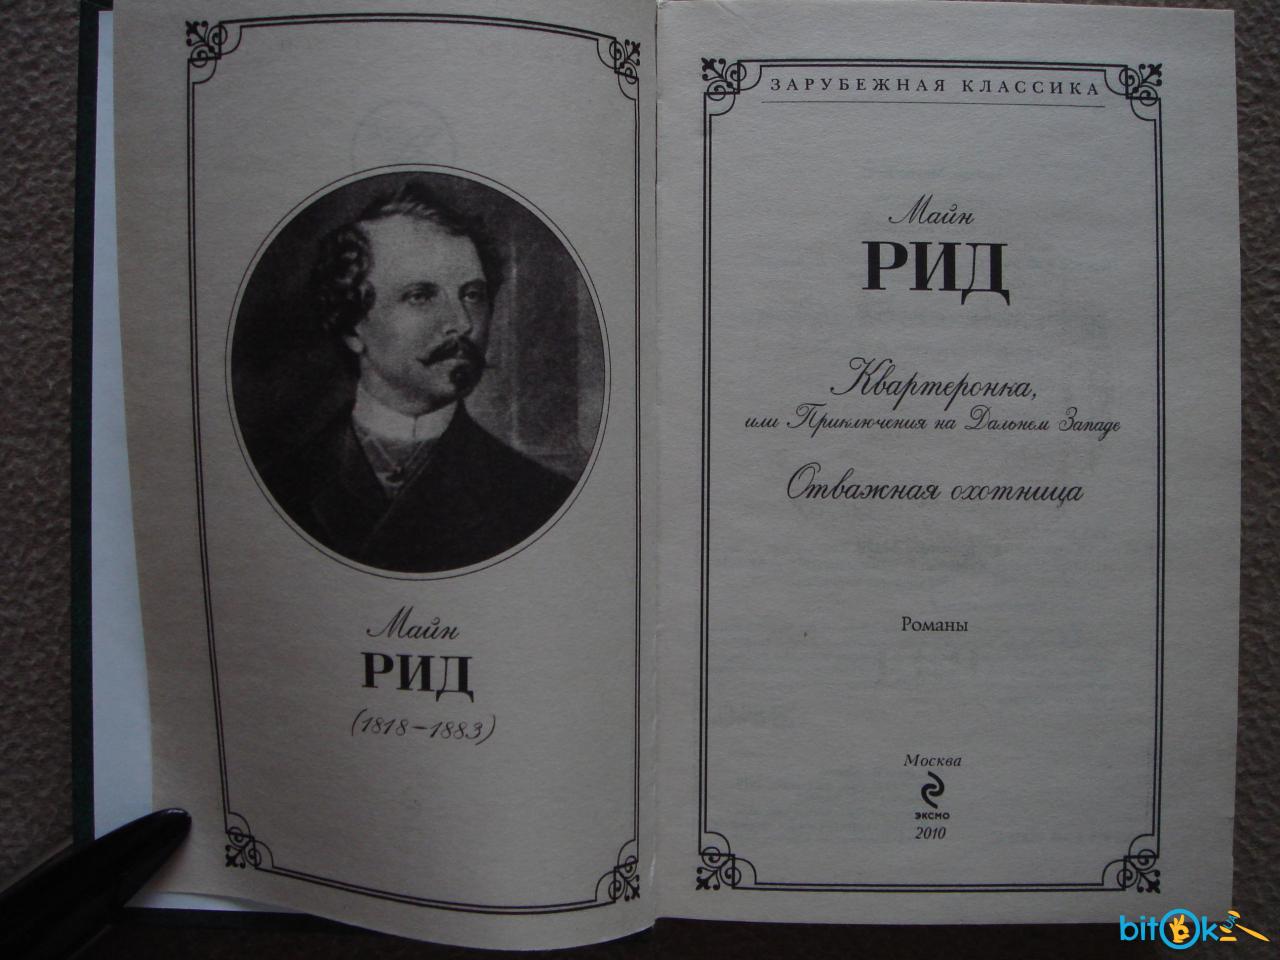 Майн
РИД
(1818–1883)
ЗАРУБЕЖНАЯ КЛАССИКА
Майн
РИД
Квартеронка,
или Приключения на Дальнем Западе
Отважная охотница
Романы
Москва
ЭКСМО
2010
bitOk